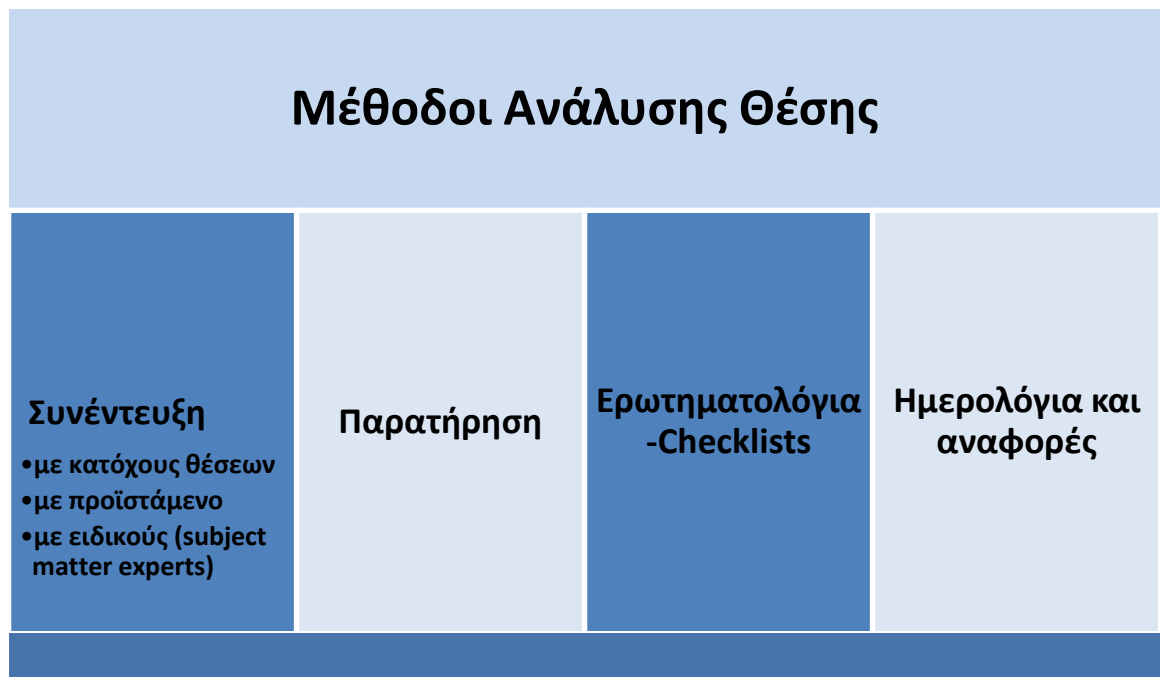 Μέθοδοι Ανάλυσης Θέσης
Συνέντευξη
•με κατόχους θέσεων
•με προϊστάμενο
•με ειδικούς (subject
matter experts)
Παρατήρηση
Ερωτηματολόγια
-Checklists
Ημερολόγια και
αναφορές